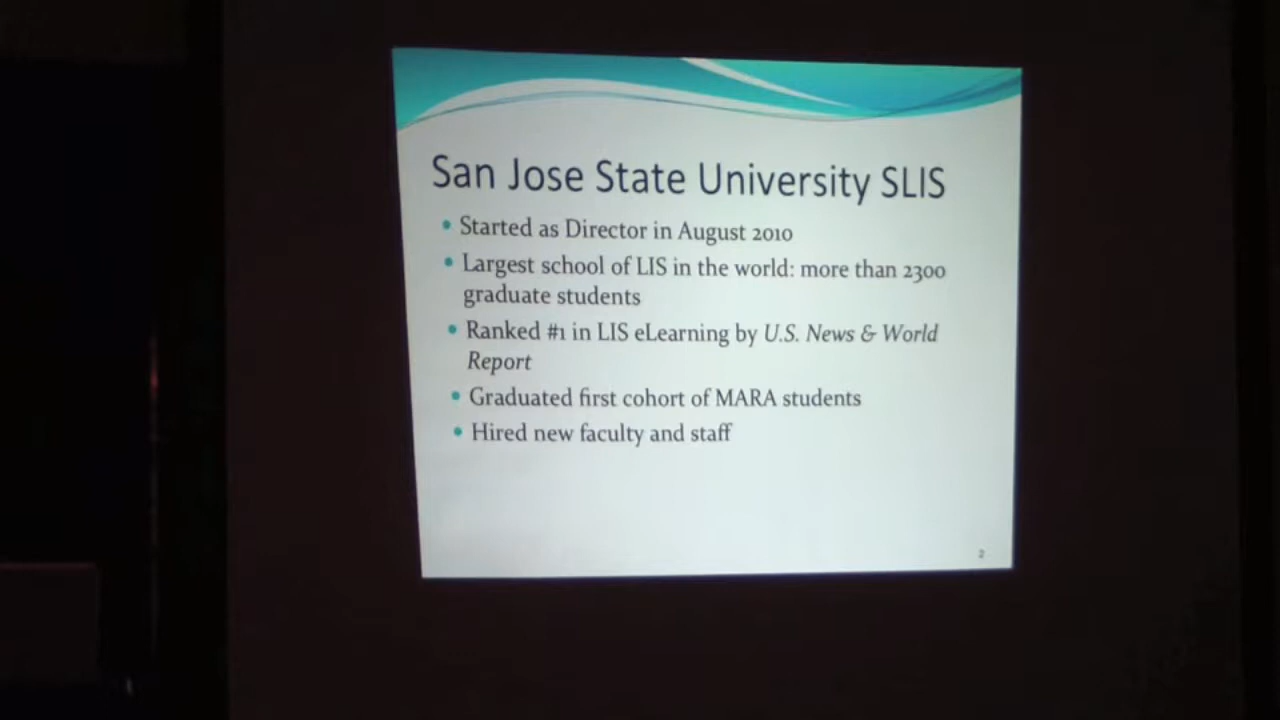 San Jose State University SLIS
• Started as Director in August 2010
• Largest school of LIS in the world: more than 2300
graduate students
• Ranked #1 in LIS eLearning by U.S. News & World
Report
• Graduated first cohort of MARA students
• Hired new faculty and staff
2